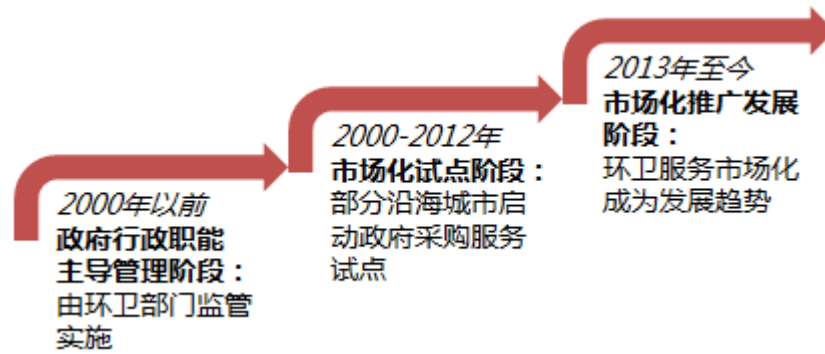 2000年以前
政府行政职能
主导管理阶段：
由环卫部门监管
实施
2000-2012年
市场化试点阶段：
部分沿海城市启
动政府采购服务
试点
2013年至今
市场化推广发展
阶段：
环卫服务市场化
成为发展趋势